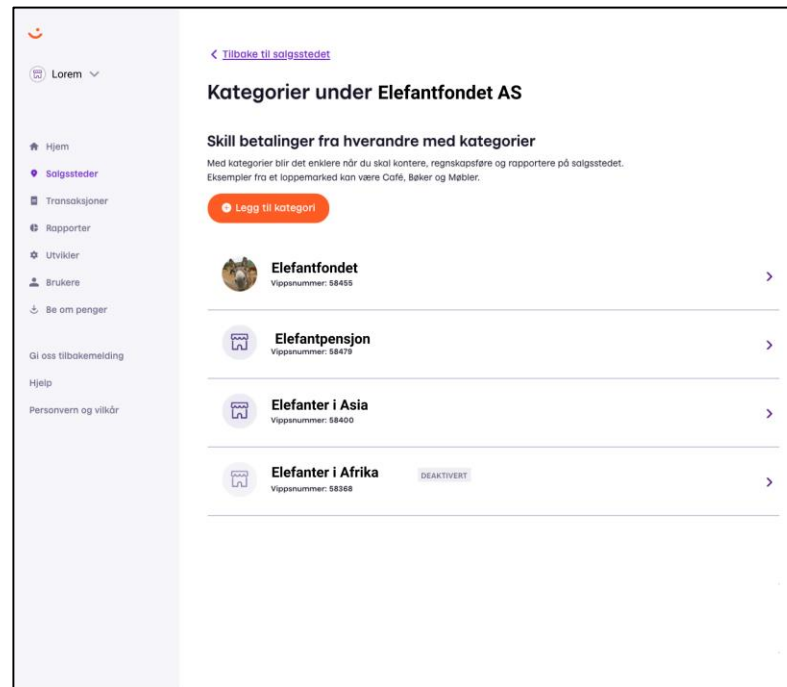 Lorem
Hjem
Salgssteder
Transaksjoner
Rapporter
Utvikler
Brukere
Be om penger
Gi oss tilbakemelding
Hjelp
Personvern og vilkår
Tilbake til salgsstedet
Kategorier under Elefantfondet AS
Skill betalinger fra hverandre med kategorier
Med kategorier blir det enklere når du skal kontere, regnskapsføre og rapportere på salgsstedet.
Eksempler fra et loppemarked kan være Café, Bøker og Møbler.
Legg til kategori
Elefantfondet
Vippsnummer: 58455
Elefantpensjon
Vippsnummer: 58479
Elefanter i Asia
Vippsnummer: 58400
Elefanter i Afrika DEAKTIVERT
Vippsnummer: 58368